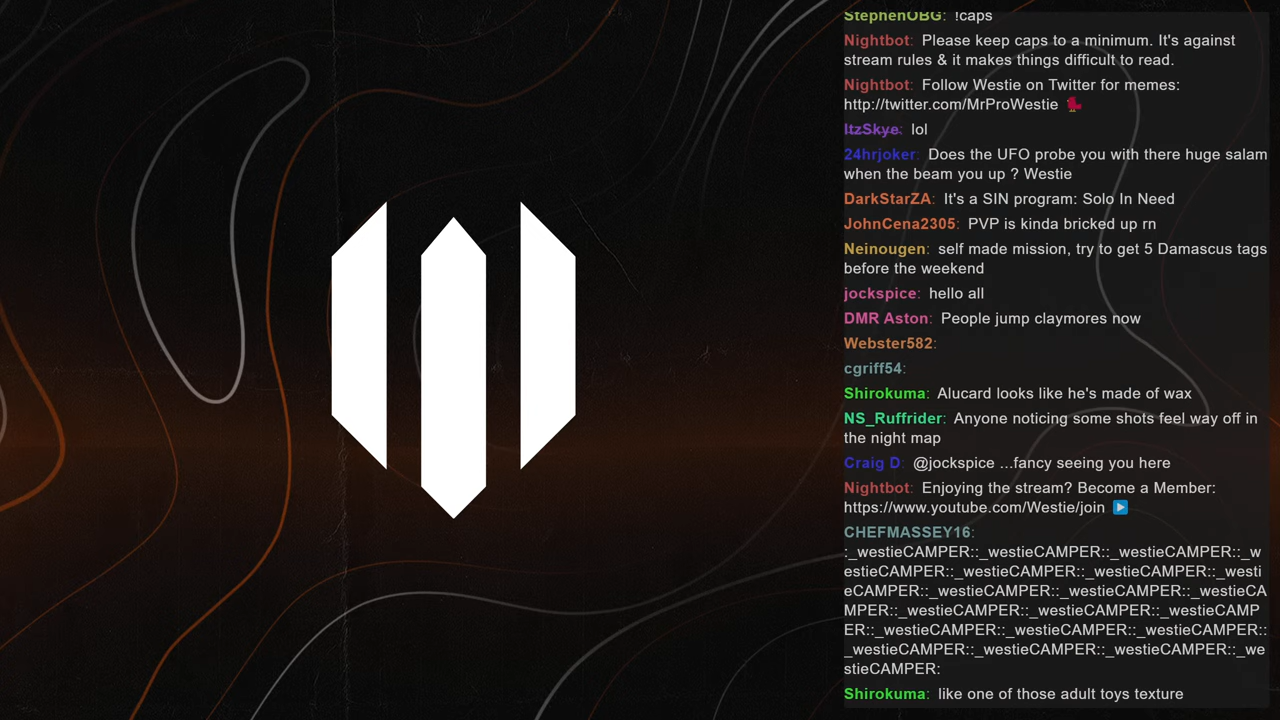 StephenOBG: !caps
Nightbot: Please keep caps to a minimum. It's against
stream rules & it makes things difficult to read.
Nightbot: Follow Westie on Twitter for memes:
http://twitter.com/MrProWestie
ItzSkye: lol
24hrjoker: Does the UFO probe you with there huge salam
when the beam you up ? Westie
DarkStarZA: It's a SIN program: Solo In Need
JohnCena2305: PVP is kinda bricked up rn
Neinougen: self made mission, try to get 5 Damascus tags
before the weekend
jockspice: hello all
DMR Aston: People jump claymores now
Webster582:
cgriff54:
Shirokuma: Alucard looks like he's made of wax
NS_Ruffrider: Anyone noticing some shots feel way off in
the night map
Craig D: @jockspice ...fancy seeing you here
Nightbot: Enjoying the stream? Become a Member:
https://www.youtube.com/Westie/join
CHEFMASSEY16:
:_westieCAMPER::_westieCAMPER::_westieCAMPER::_w
estieCAMPER::_westieCAMPER::_westieCAMPER::_westi
eCAMPER::_westieCAMPER::_westieCAMPER::_westieCA
MPER::_westieCAMPER::_westieCAMPER::_westieCAMP
ER::_westieCAMPER::_westieCAMPER::_westieCAMPER::
_westieCAMPER::_westieCAMPER::_westieCAMPER::_we
stieCAMPER:
Shirokuma: like one of those adult toys texture